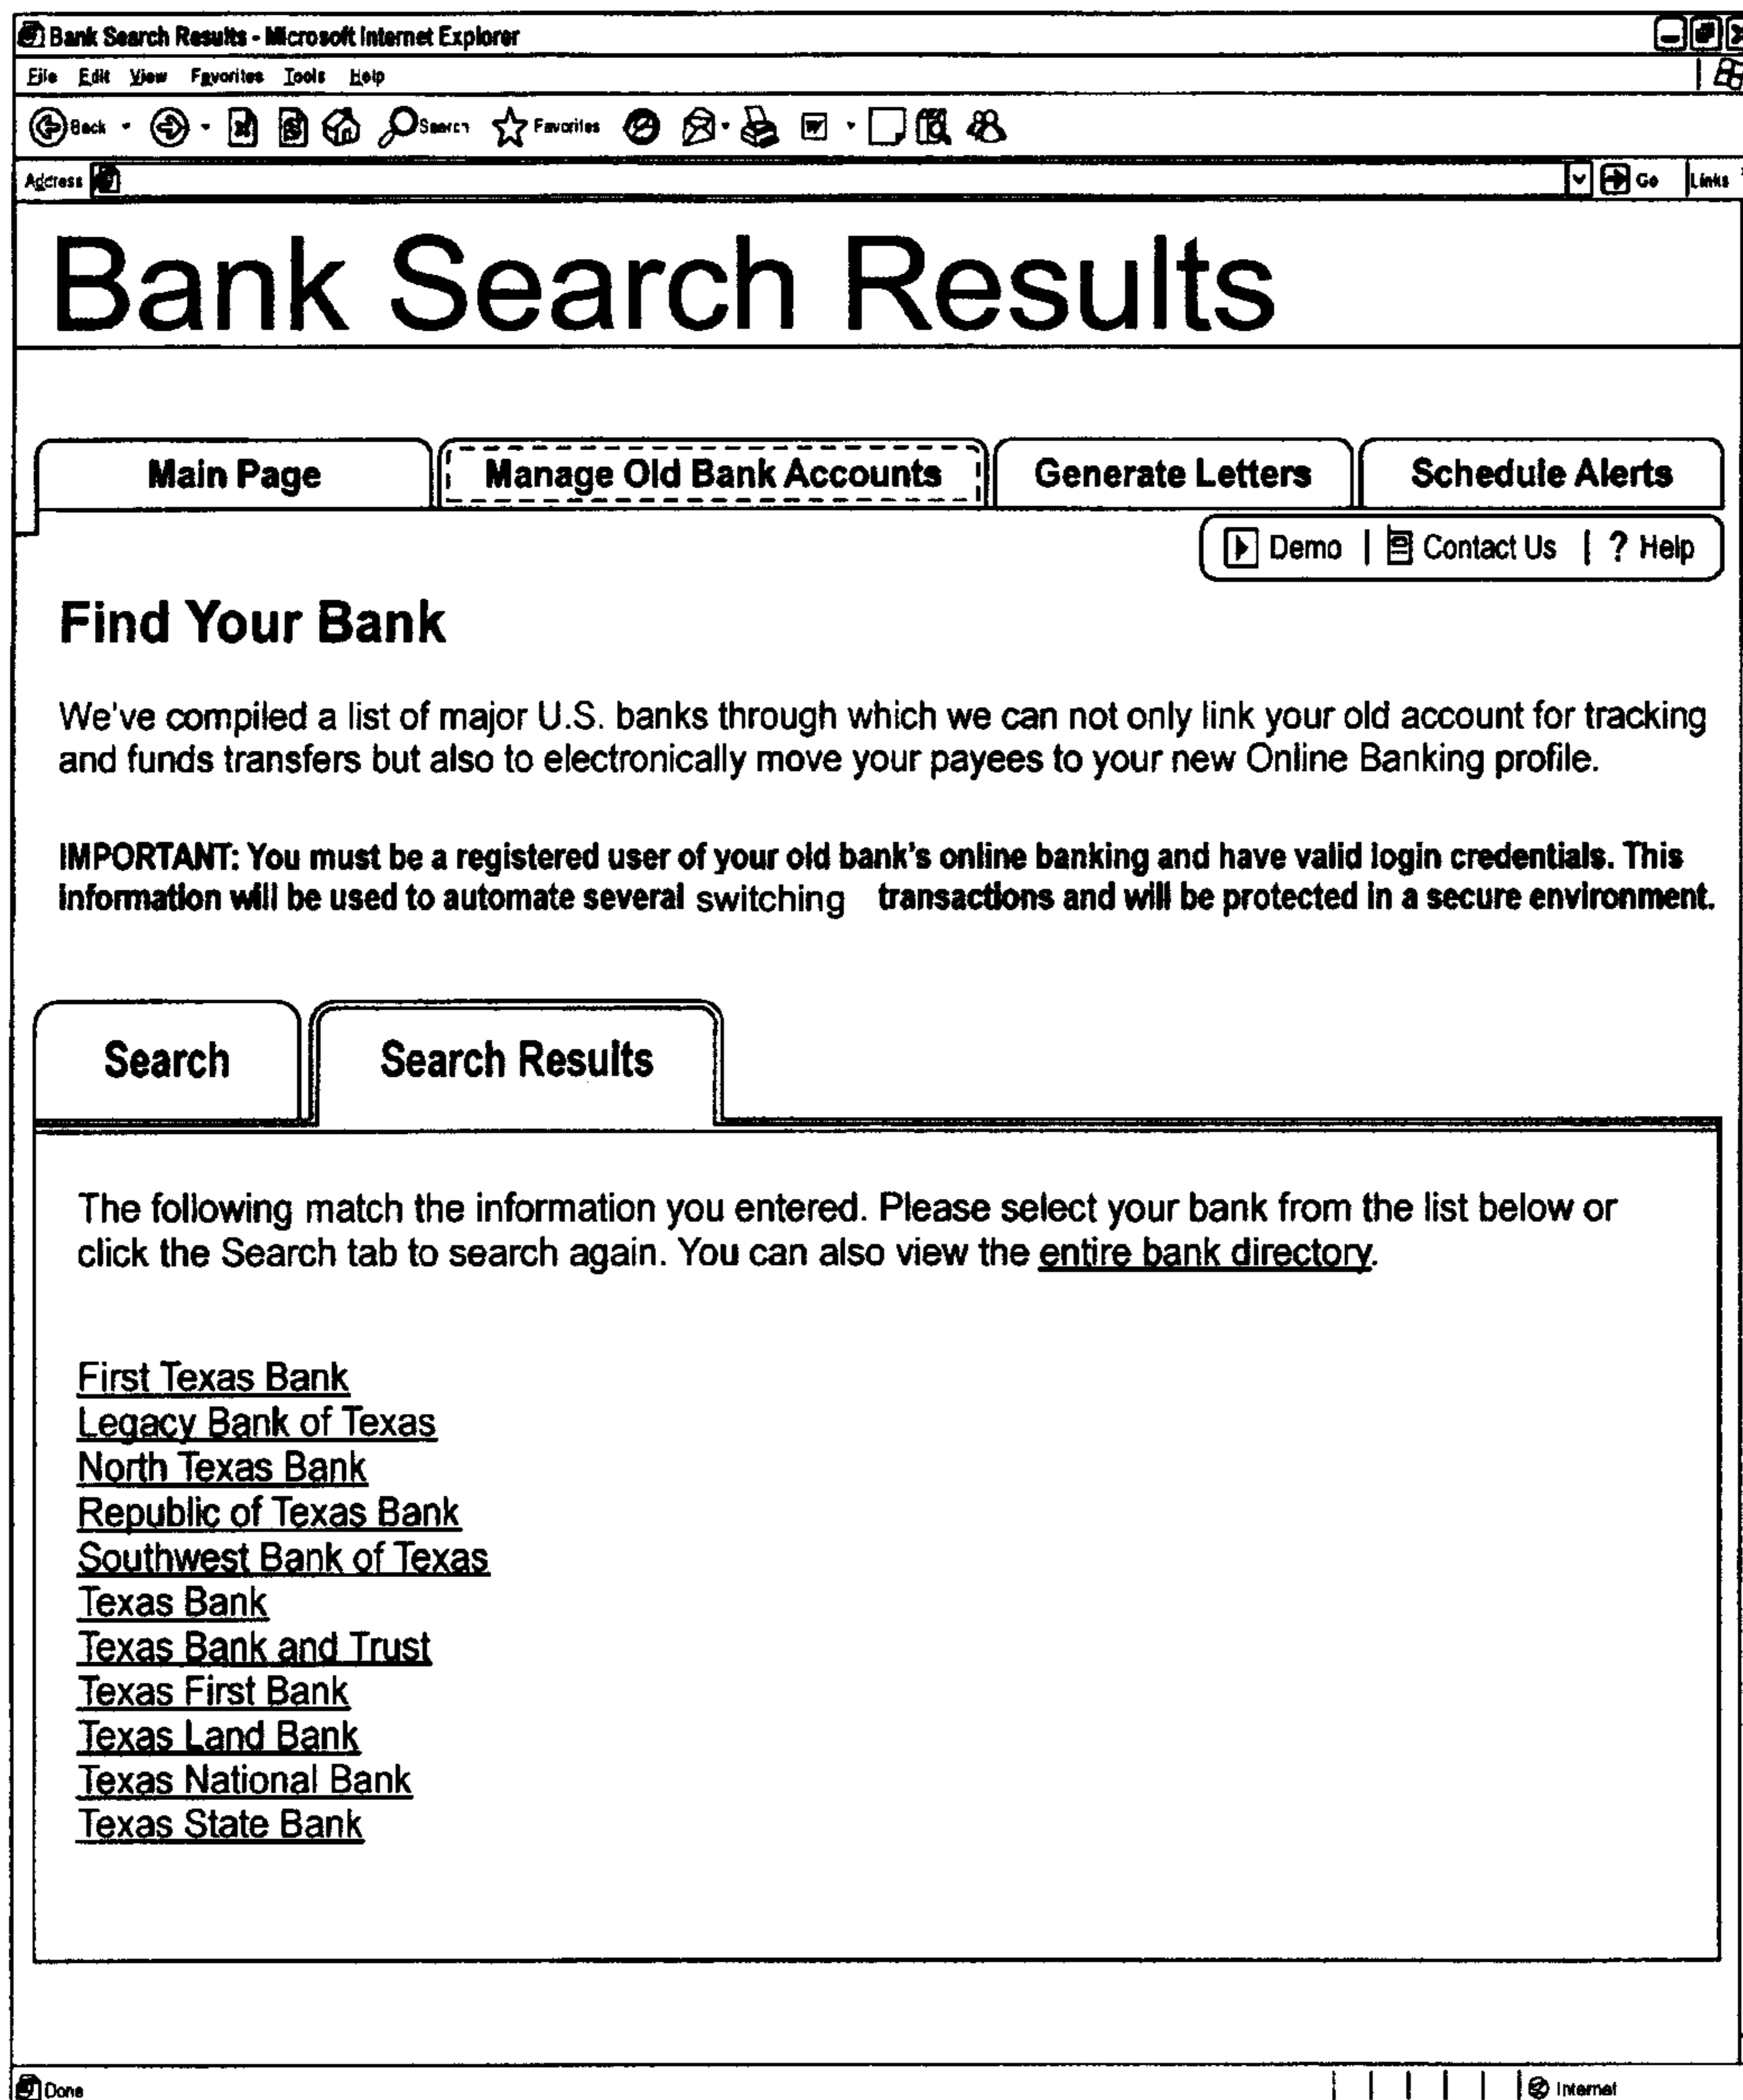 Bank Search Results - Microsoft Internet Explorer
File Edit View Favorites Tools Help
Back Search Favorites
Address Go Links
Bank Search Results
Main Page Manage Old Bank Accounts Generate Letters Schedule Alerts
Demo | Contact Us | ? Help
Find Your Bank
We've compiled a list of major U.S. banks through which we can not only link your old account for tracking
and funds transfers but also to electronically move your payees to your new Online Banking profile.
IMPORTANT: You must be a registered user of your old bank's online banking and have valid login credentials. This
information will be used to automate several switching transactions and will be protected in a secure environment.
Search Search Results
The following match the information you entered. Please select your bank from the list below or
click the Search tab to search again. You can also view the entire bank directory.
First Texas Bank
Legacy Bank of Texas
North Texas Bank
Republic of Texas Bank
Southwest Bank of Texas
Texas Bank
Texas Bank and Trust
Texas First Bank
Texas Land Bank
Texas National Bank
Texas State Bank
Done Internet